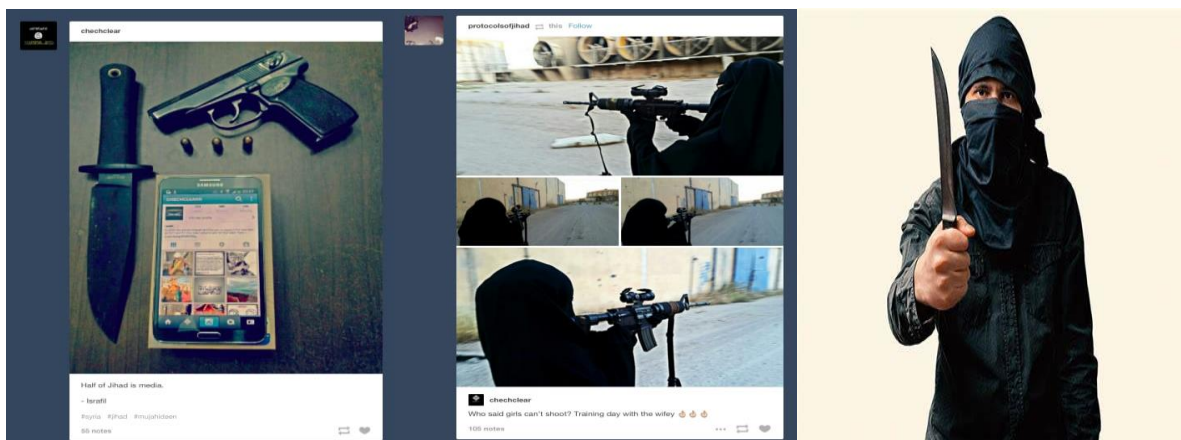 chechclear
SAMSUNG
Half of Jihad is media.
- Israfil
#syria #jihad #mujahideen
55 notes
protocolsofjihad this Follow
chechclear
Who said girls can't shoot? Training day with the wifey 👌👌👌
105 notes